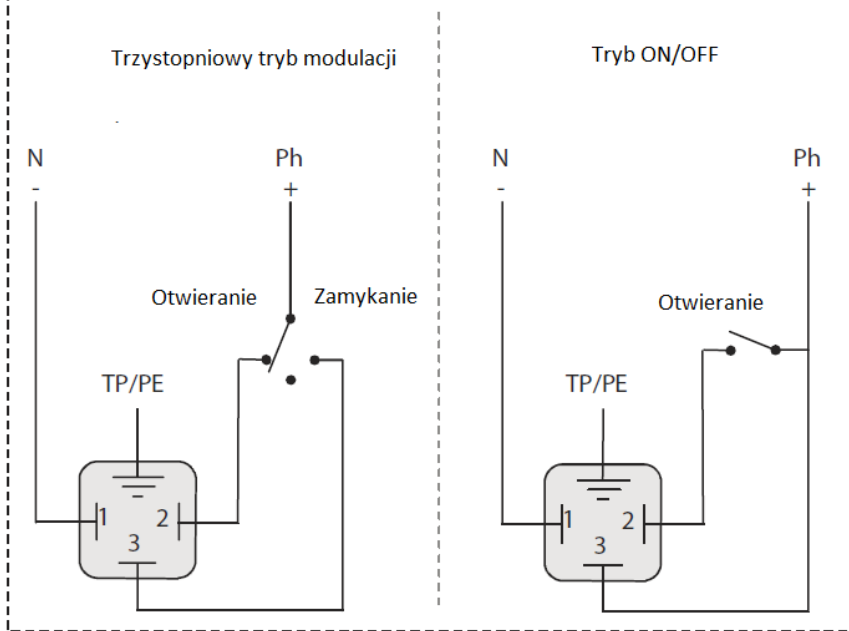 Trzystopniowy tryb modulacji
N
-
Ph
+
Otwieranie
Zamykanie
TP/PE
1
2
3
Tryb ON/OFF
N
-
Ph
+
Otwieranie
TP/PE
1
2
3